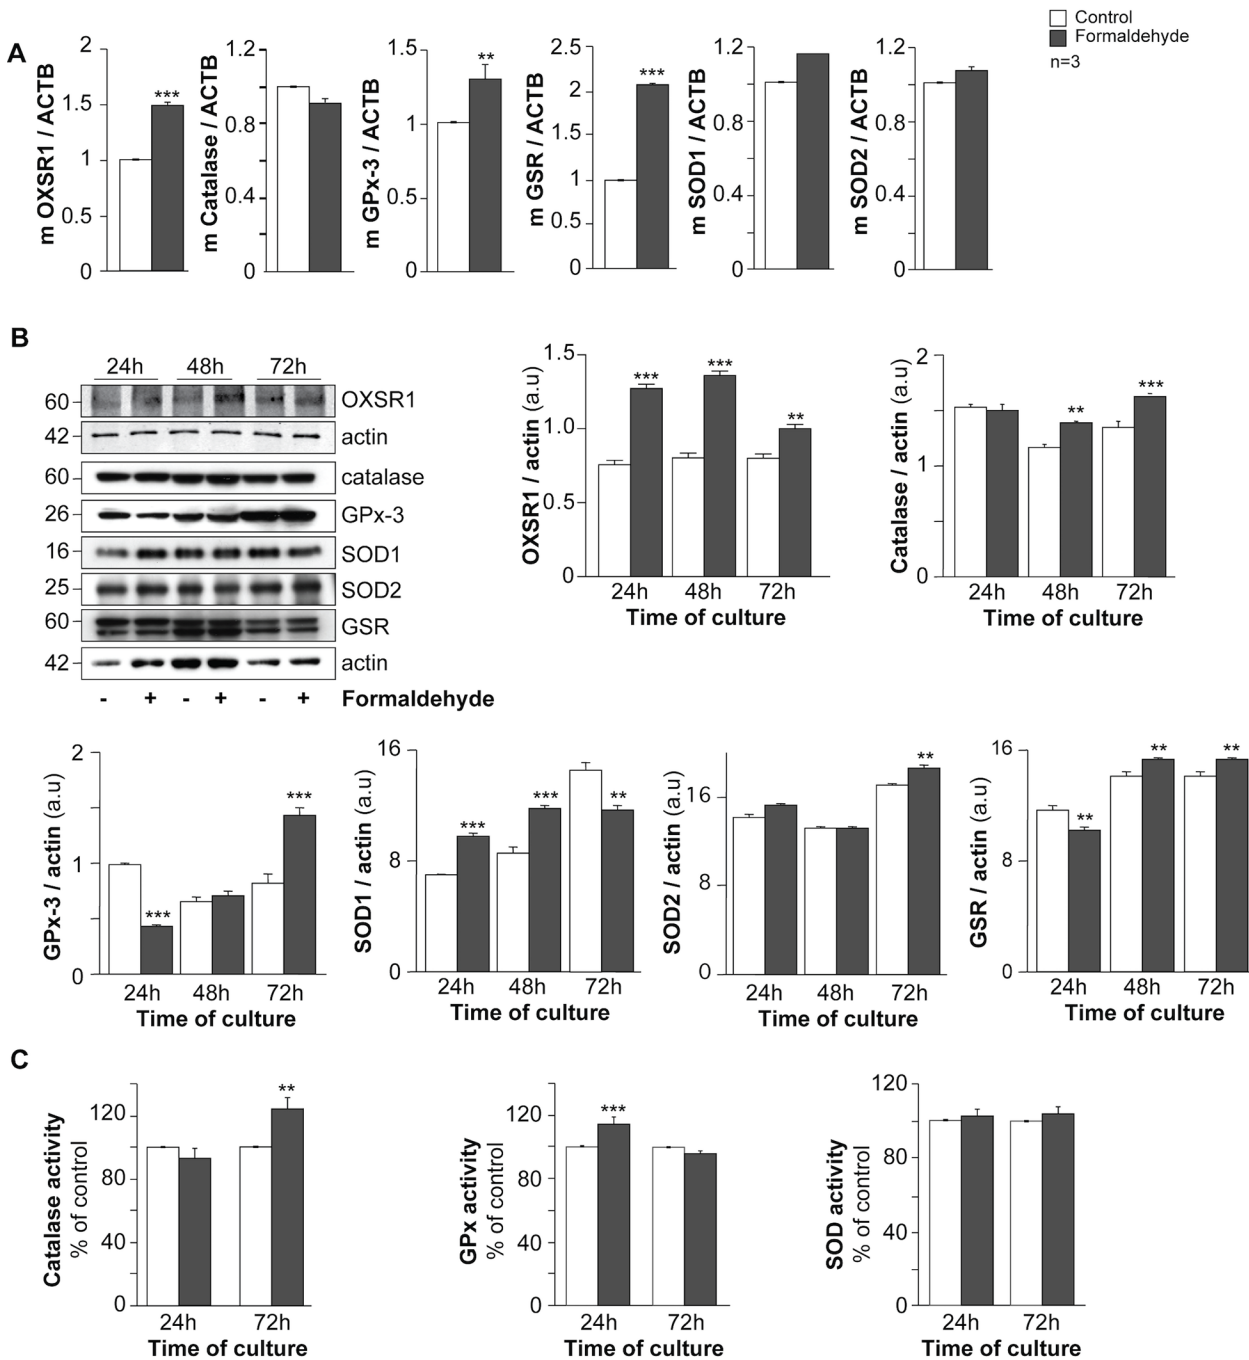 Control
Formaldehyde
n=3
A
m OXSR1 / ACTB
2
1.5
1
0.5
0
***
m Catalase / ACTB
1.2
0.8
0.4
0
m GPx-3 / ACTB
1.5
1
0.5
0
**
m GSR / ACTB
2.5
2
1.5
1
0.5
0
***
m SOD1 / ACTB
1.2
0.8
0.4
0
m SOD2 / ACTB
1.2
0.8
0.4
0
B
24h 48h 72h
60 OXSR1
42 actin
60 catalase
26 GPx-3
16 SOD1
25 SOD2
60 GSR
42 actin
- + - + - + Formaldehyde
OXSR1 / actin (a.u)
1.5
1.0
0.5
0
*** *** **
24h 48h 72h
Time of culture
Catalase / actin (a.u)
2
1
0
** ***
24h 48h 72h
Time of culture
GPx-3 / actin (a.u)
2
1
0
*** ***
24h 48h 72h
Time of culture
SOD1 / actin (a.u)
16
8
0
*** *** **
24h 48h 72h
Time of culture
SOD2 / actin (a.u)
16
8
0
**
24h 48h 72h
Time of culture
GSR / actin (a.u)
16
8
0
** ** **
24h 48h 72h
Time of culture
C
Catalase activity
% of control
120
80
40
0
**
24h 72h
Time of culture
GPx activity
% of control
120
80
40
0
***
24h 72h
Time of culture
SOD activity
% of control
120
80
40
0
24h 72h
Time of culture